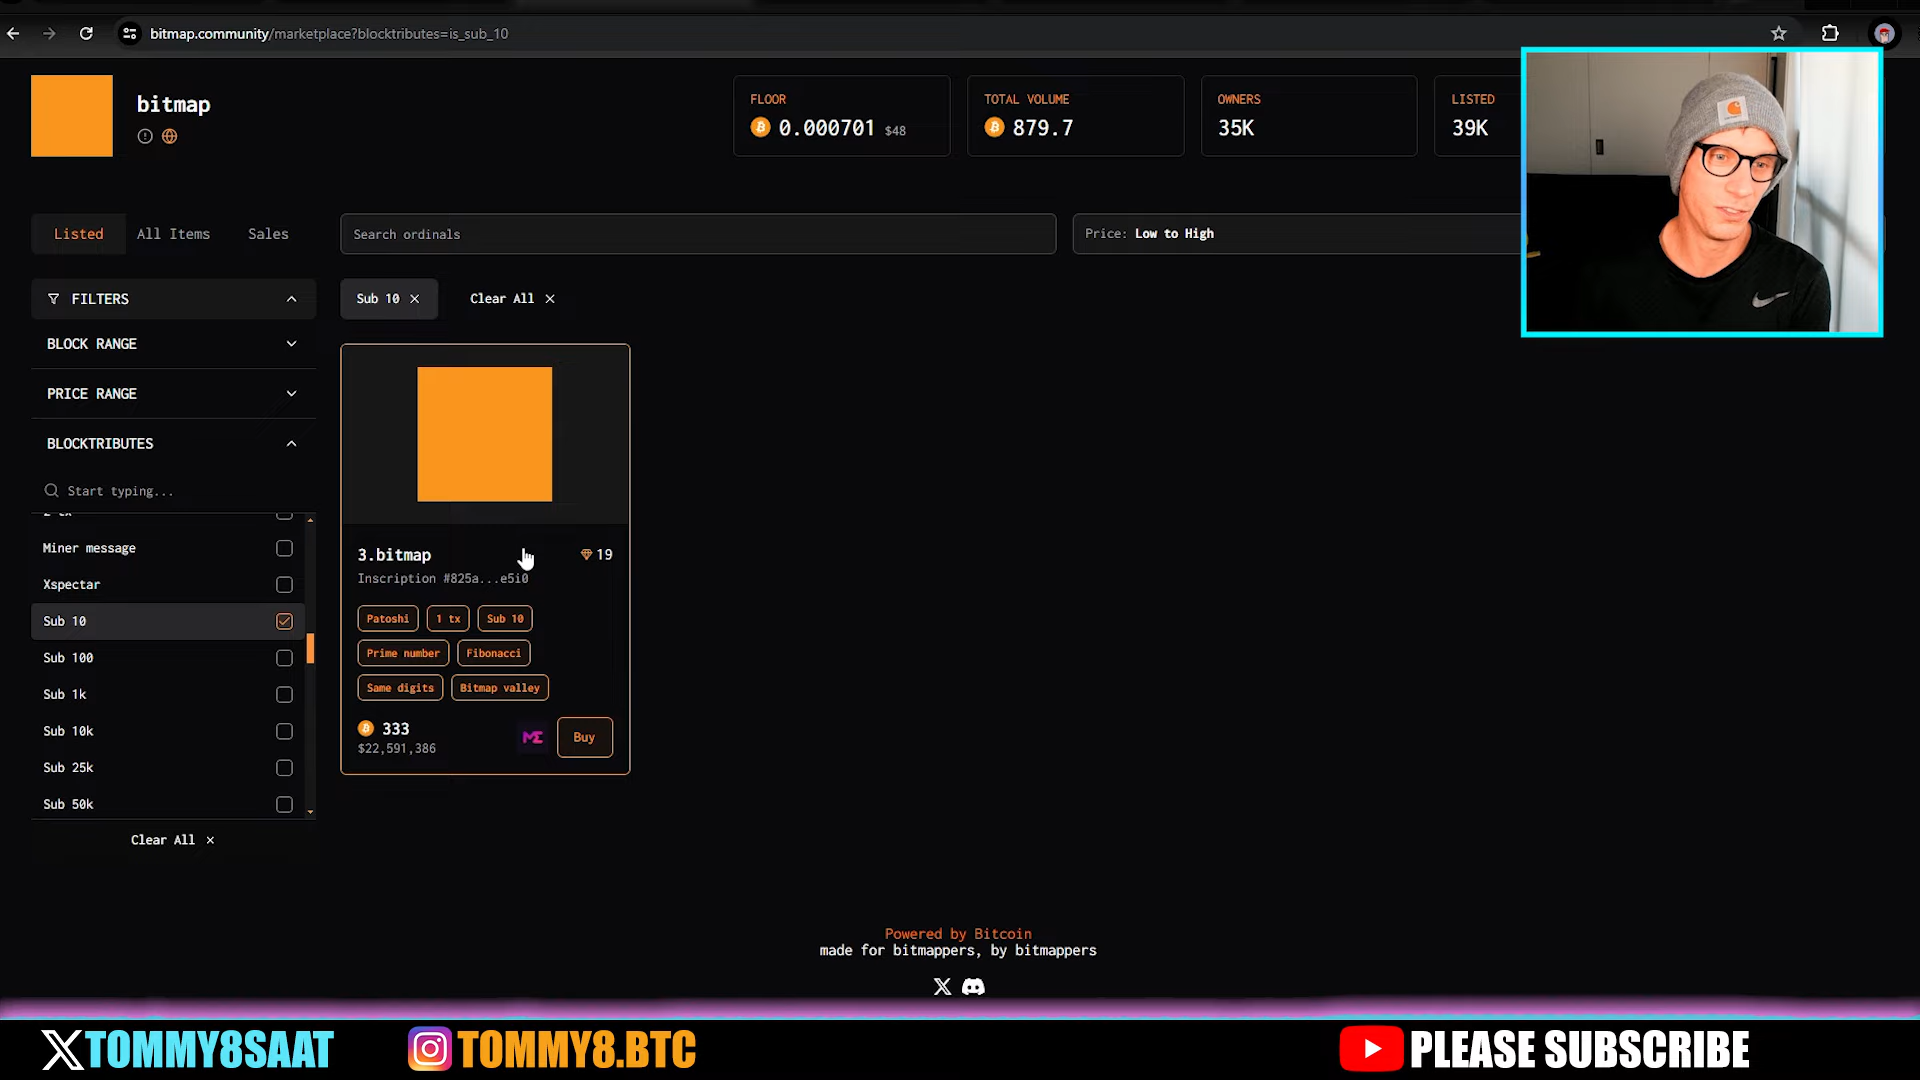 bitmap.community/marketplace?blocktributes=is_sub_10
bitmap
FLOOR
0.000701 $48
TOTAL VOLUME
879.7
OWNERS
35K
LISTED
39K
Listed
All Items
Sales
Search ordinals
Price: Low to High
FILTERS
Sub 10 ×
Clear All ×
BLOCK RANGE
PRICE RANGE
BLOCKTRIBUTES
Start typing...
Miner message
Xspectar
Sub 10
Sub 100
Sub 1k
Sub 10k
Sub 25k
Sub 50k
Clear All ×
3.bitmap
19
Inscription #825a...e5i0
Patoshi
1 tx
Sub 10
Prime number
Fibonacci
Same digits
Bitmap valley
333
$22,591,386
ME
Buy
Powered by Bitcoin
made for bitmappers, by bitmappers
TOMMY8SAAT
TOMMY8.BTC
PLEASE SUBSCRIBE